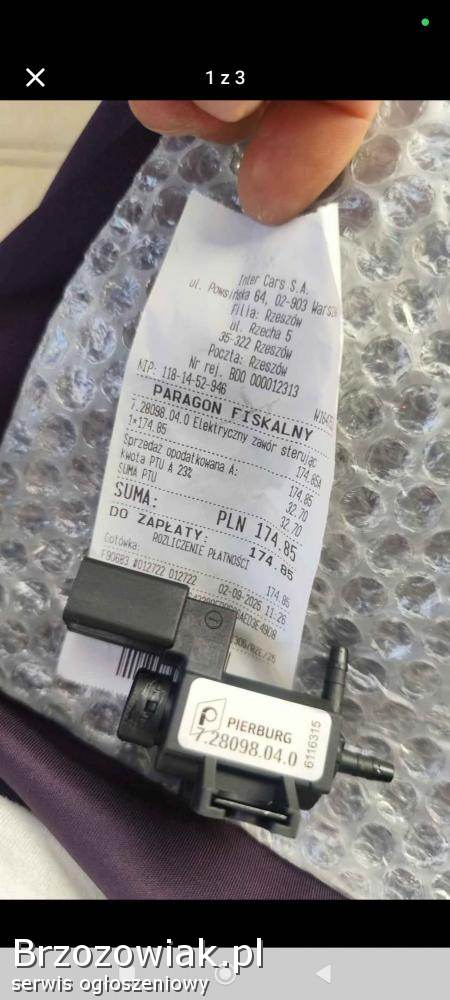 1 z 3
Inter Cars S.A.
ul. Powsińska 64, 02-903 Warsz
Filia: Rzeszów
ul. Rzecha 5
35-322 Rzeszów
Poczta: Rzeszów
Nr rej. BDO 000012313
NIP: 118-14-52-946
PARAGON FISKALNY
7.28098.04.0 Elektryczny zawór sterując
1*174.85 174.85A
Sprzedaż opodatkowana A: 174.85
kwota PTU A 23% 32.70
SUMA PTU 32.70
SUMA: PLN 174.85
DO ZAPŁATY: 174.85
ROZLICZENIE PŁATNOŚCI
Gotówka: 174.85
012722 02-09-2025 11:26
PIERBURG
7.28098.04.0
6116315
Brzozowiak.pl
serwis ogłoszeniowy